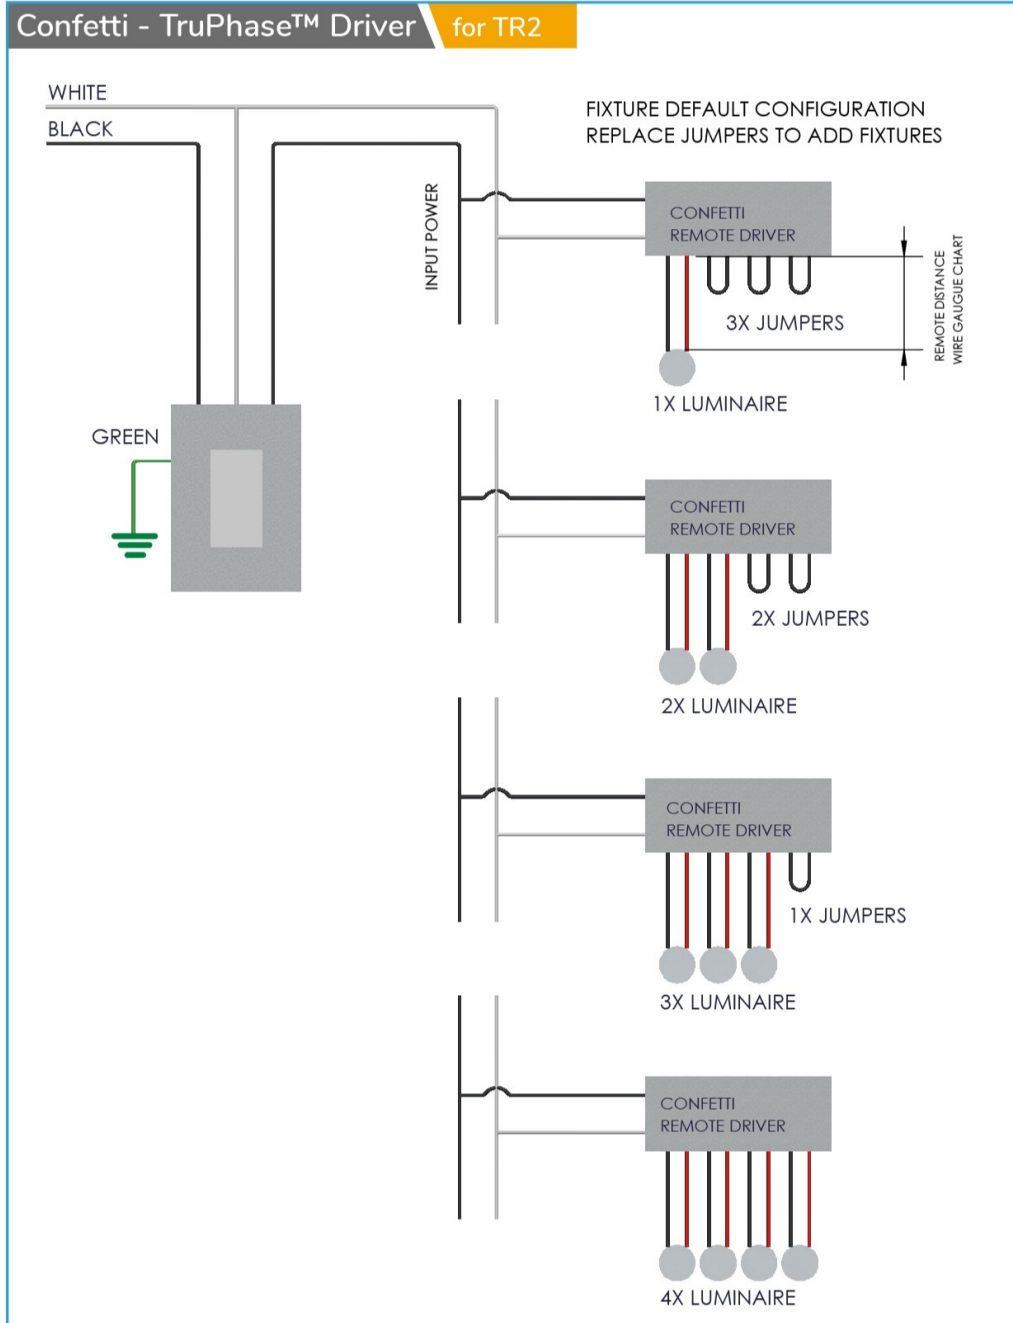 Confetti - TruPhase™ Driver for TR2
WHITE
BLACK
FIXTURE DEFAULT CONFIGURATION
REPLACE JUMPERS TO ADD FIXTURES
INPUT POWER
CONFETTI
REMOTE DRIVER
REMOTE DISTANCE
WIRE GAUGUE CHART
3X JUMPERS
1X LUMINAIRE
GREEN
CONFETTI
REMOTE DRIVER
2X JUMPERS
2X LUMINAIRE
CONFETTI
REMOTE DRIVER
1X JUMPERS
3X LUMINAIRE
CONFETTI
REMOTE DRIVER
4X LUMINAIRE